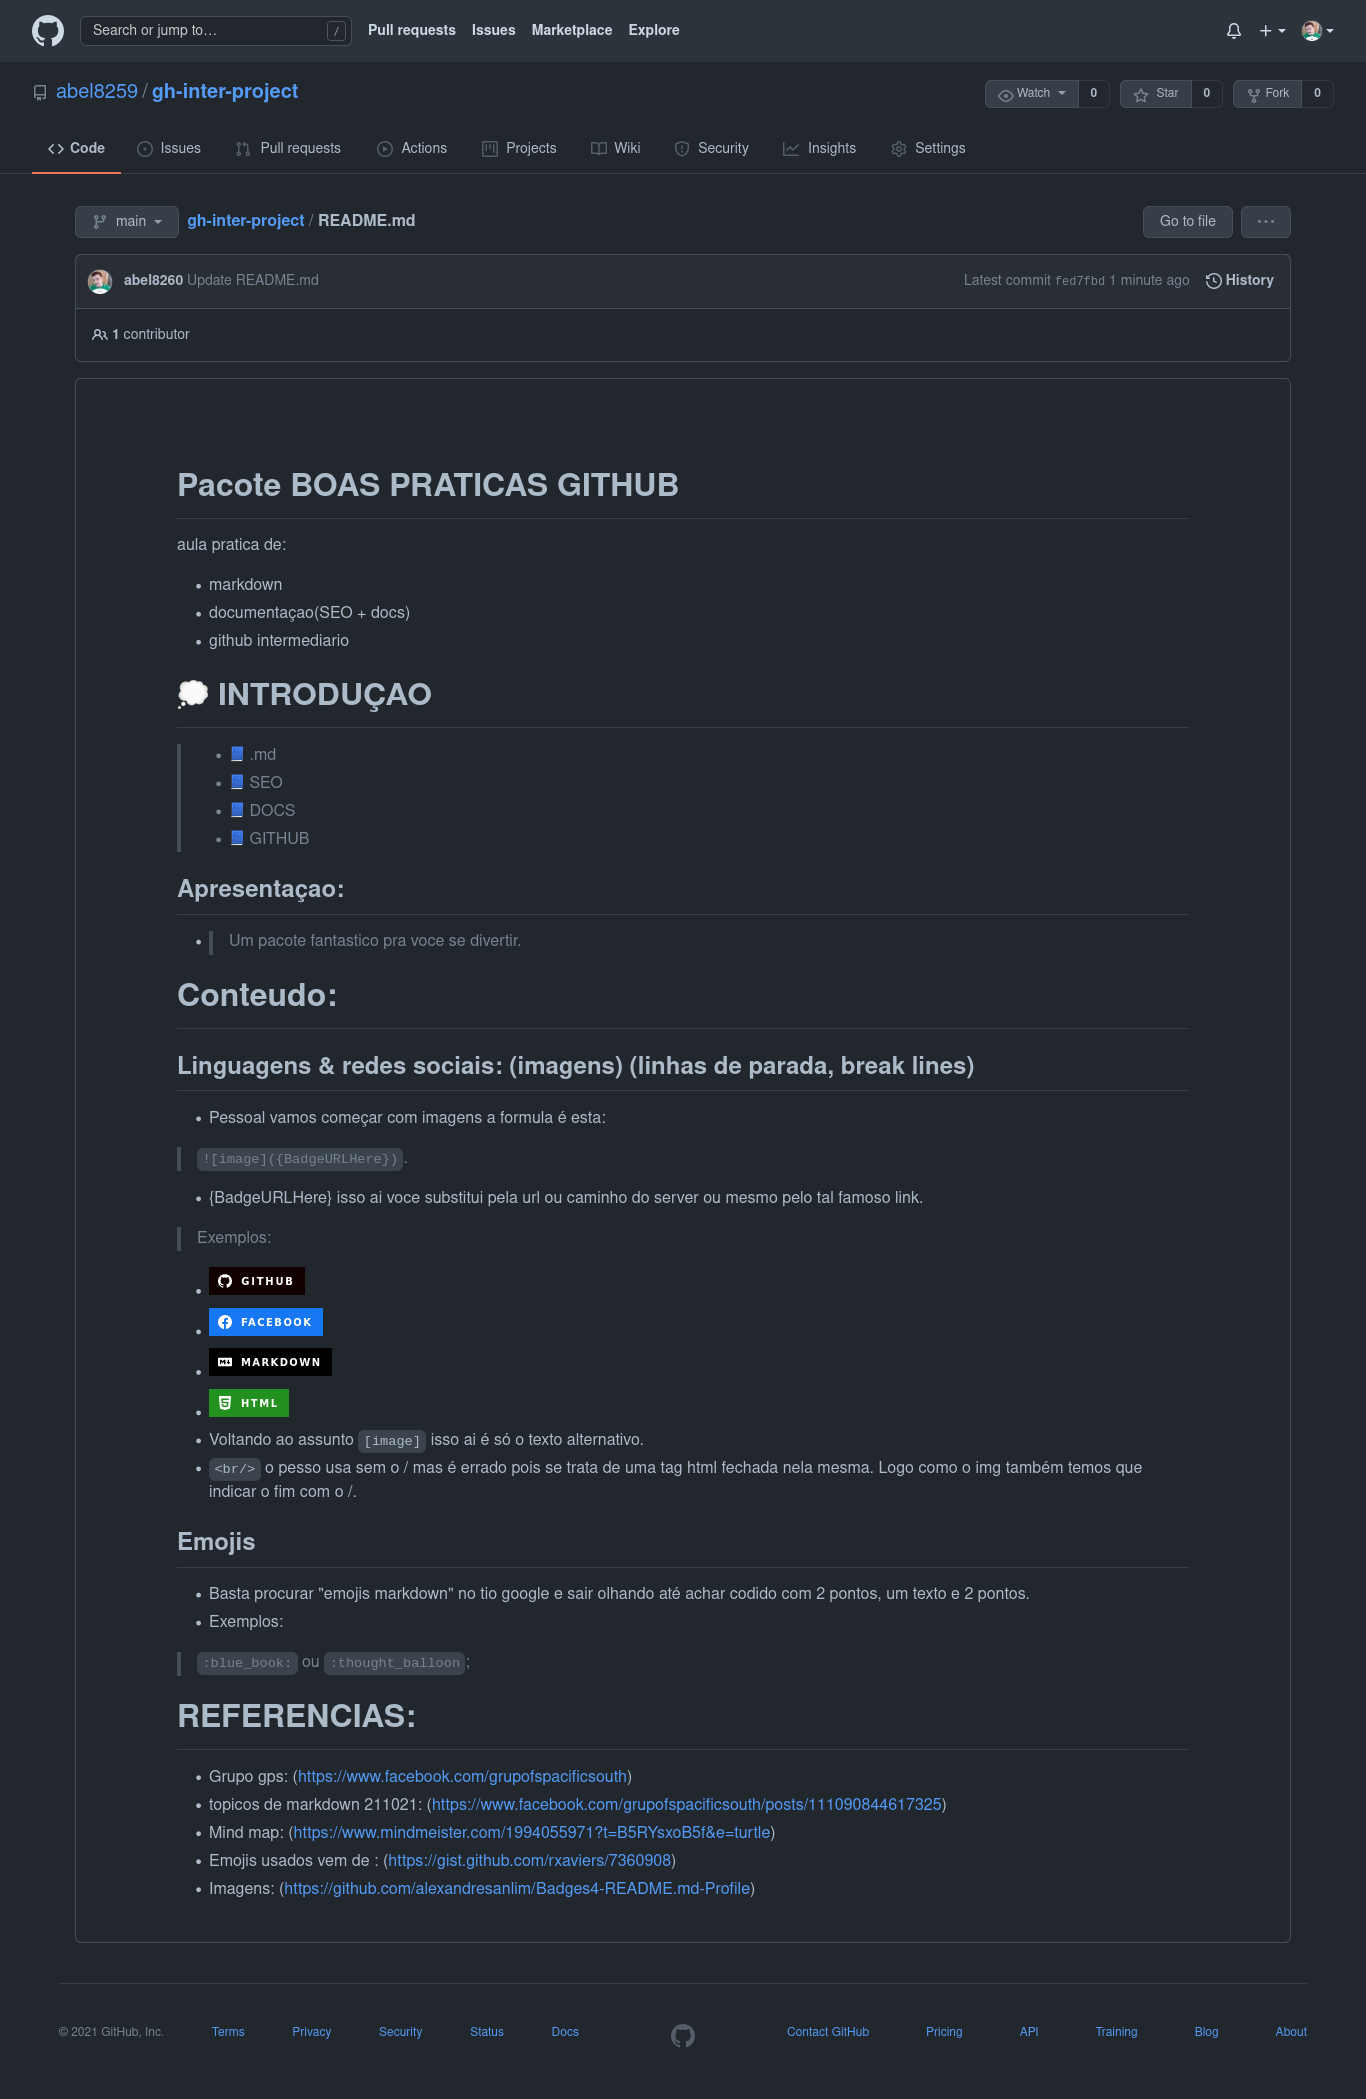 Search or jump to… /
Pull requests Issues Marketplace Explore
abel8259 / gh-inter-project
Watch 0 Star 0 Fork 0
Code Issues Pull requests Actions Projects Wiki Security Insights Settings
main gh-inter-project / README.md Go to file ...
abel8260 Update README.md Latest commit fed7fbd 1 minute ago History
1 contributor
Pacote BOAS PRATICAS GITHUB
aula pratica de:
• markdown
• documentaçao(SEO + docs)
• github intermediario
💭 INTRODUÇAO
• 📘 .md
• 📘 SEO
• 📘 DOCS
• 📘 GITHUB
Apresentaçao:
• Um pacote fantastico pra voce se divertir.
Conteudo:
Linguagens & redes sociais: (imagens) (linhas de parada, break lines)
• Pessoal vamos começar com imagens a formula é esta:
![image]({BadgeURLHere}).
• {BadgeURLHere} isso ai voce substitui pela url ou caminho do server ou mesmo pelo tal famoso link.
Exemplos:
• GITHUB
• FACEBOOK
• MARKDOWN
• HTML
• Voltando ao assunto [image] isso ai é só o texto alternativo.
• <br/> o pesso usa sem o / mas é errado pois se trata de uma tag html fechada nela mesma. Logo como o img também temos que
indicar o fim com o /.
Emojis
• Basta procurar "emojis markdown" no tio google e sair olhando até achar codido com 2 pontos, um texto e 2 pontos.
• Exemplos:
:blue_book: ou :thought_balloon;
REFERENCIAS:
• Grupo gps: (https://www.facebook.com/grupofspacificsouth)
• topicos de markdown 211021: (https://www.facebook.com/grupofspacificsouth/posts/111090844617325)
• Mind map: (https://www.mindmeister.com/1994055971?t=B5RYsxoB5f&e=turtle)
• Emojis usados vem de : (https://gist.github.com/rxaviers/7360908)
• Imagens: (https://github.com/alexandresanlim/Badges4-README.md-Profile)
© 2021 GitHub, Inc. Terms Privacy Security Status Docs Contact GitHub Pricing API Training Blog About